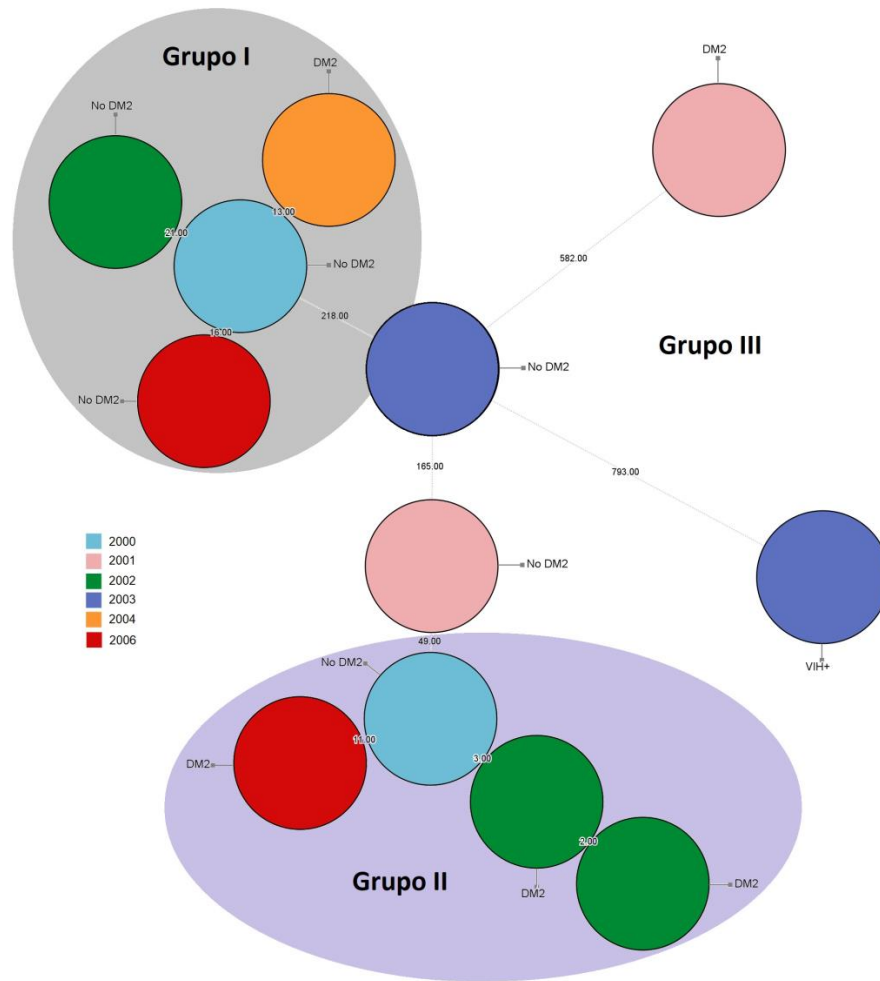 Grupo I
DM2
DM2
No DM2
13.00
21.00
No DM2
582.00
218.00
16.00
Grupo III
No DM2
No DM2
165.00
793.00
2000
2001
2002
2003
2004
2006
No DM2
49.00
No DM2
VIH+
11.00
3.00
DM2
2.00
Grupo II
DM2
DM2